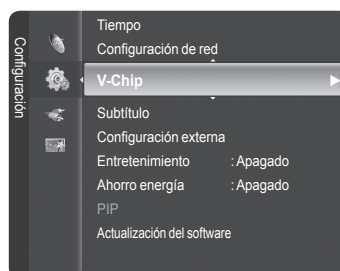 Configuración
Tiempo
Configuración de red
V-Chip
Subtítulo
Configuración externa
Entretenimiento : Apagado
Ahorro energía : Apagado
PIP
Actualización del software